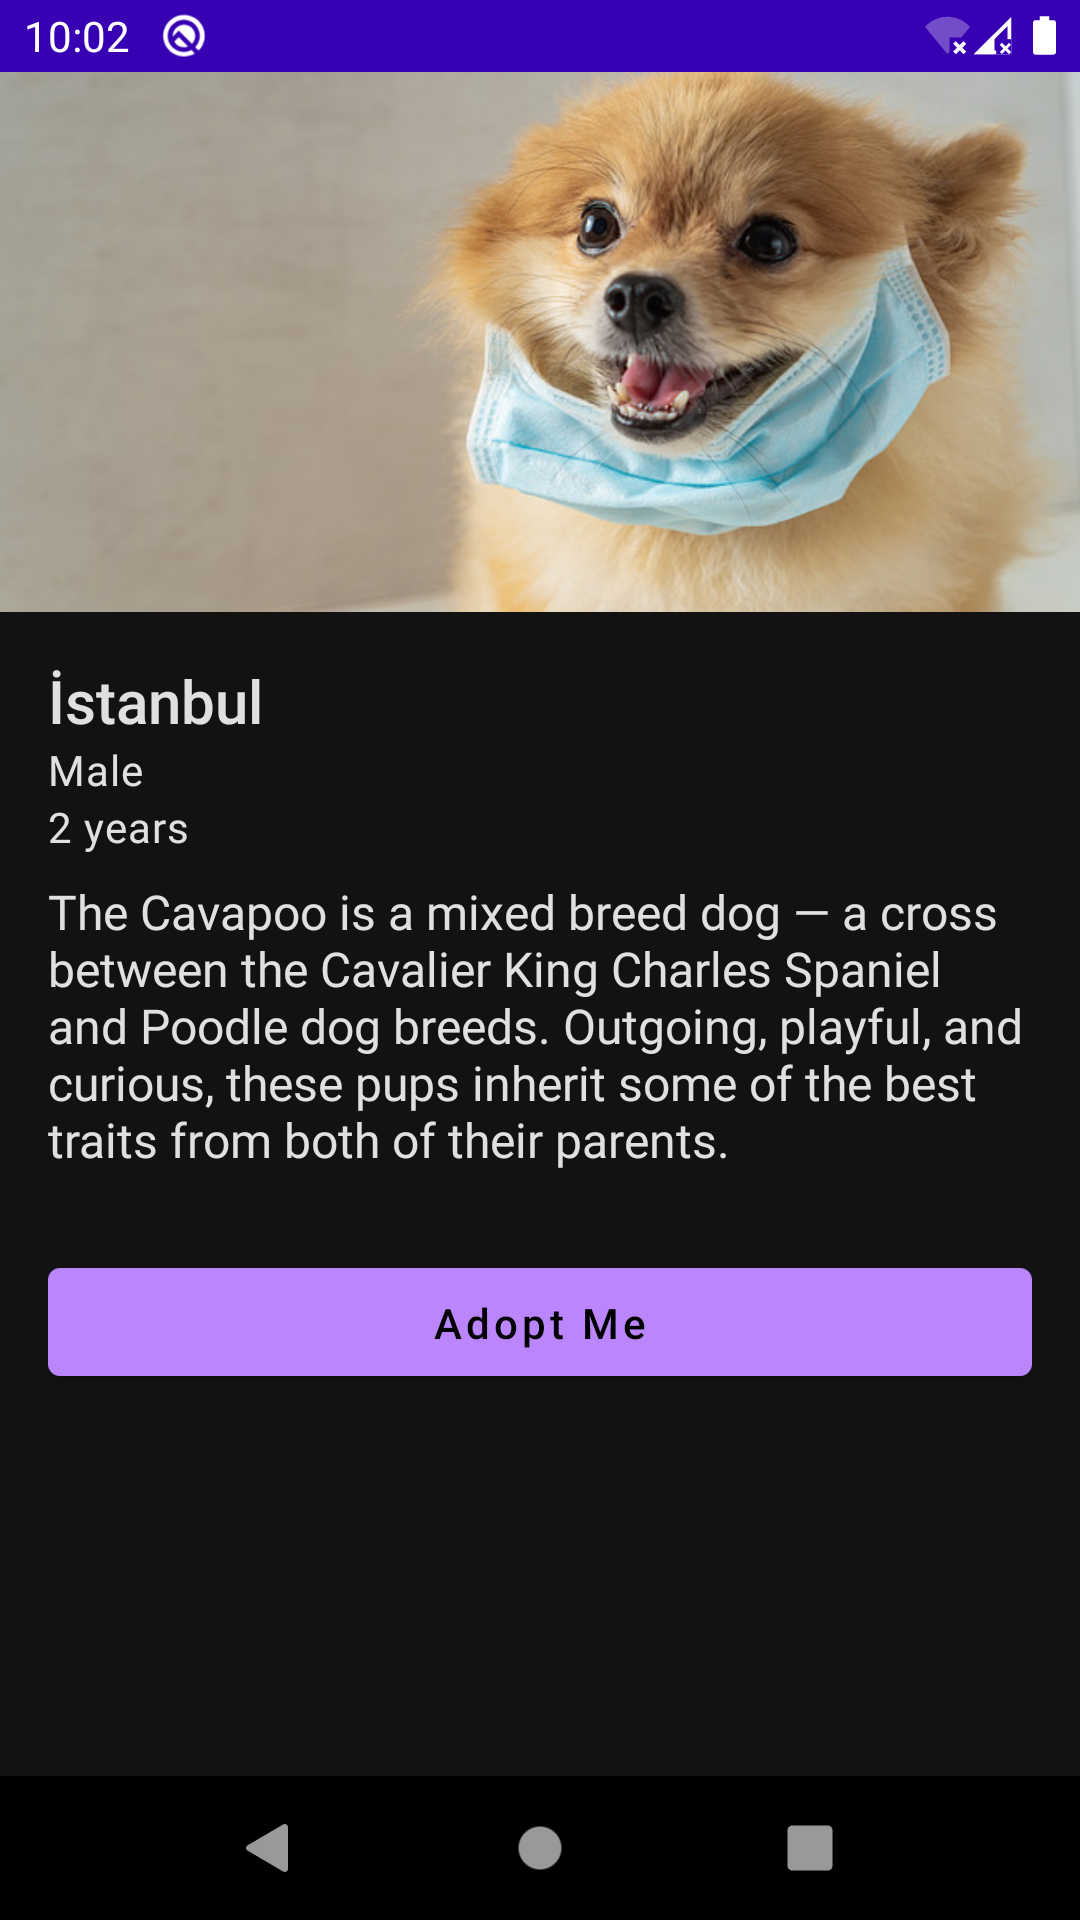 10:02
İstanbul
Male
2 years
The Cavapoo is a mixed breed dog — a cross
between the Cavalier King Charles Spaniel
and Poodle dog breeds. Outgoing, playful, and
curious, these pups inherit some of the best
traits from both of their parents.
Adopt Me